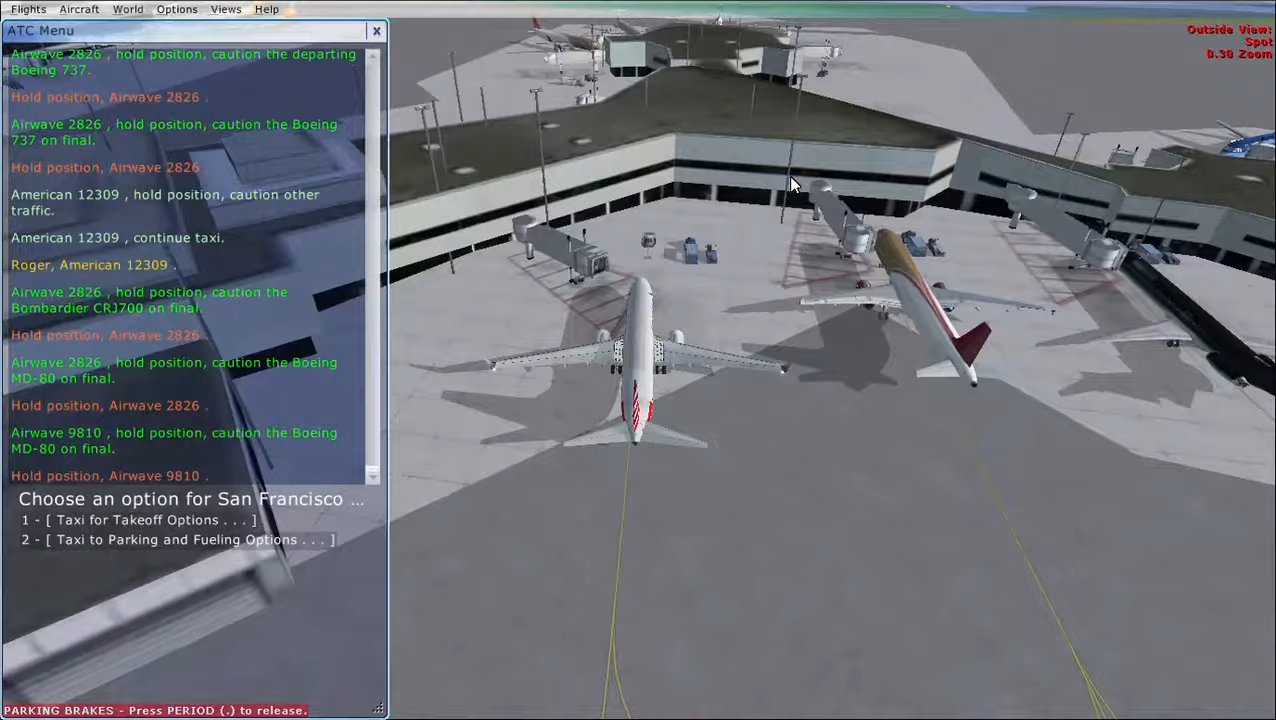 Flights Aircraft World Options Views Help
ATC Menu x
Outside View:
Spot
0.30 Zoom
Airwave 2826 , hold position, caution the departing
Boeing 737.
Hold position, Airwave 2826 .
Airwave 2826 , hold position, caution the Boeing
737 on final.
Hold position, Airwave 2826
American 12309 , hold position, caution other
traffic.
American 12309 , continue taxi.
Roger, American 12309 .
Airwave 2826 , hold position, caution the
Bombardier CRJ700 on final.
Hold position, Airwave 2826
Airwave 2826 , hold position, caution the Boeing
MD-80 on final.
Hold position, Airwave 2826 .
Airwave 9810 , hold position, caution the Boeing
MD-80 on final.
Hold position, Airwave 9810 .
Choose an option for San Francisco ...
1 - [ Taxi for Takeoff Options . . . ]
2 - [ Taxi to Parking and Fueling Options . . . ]
PARKING BRAKES - Press PERIOD (.) to release.